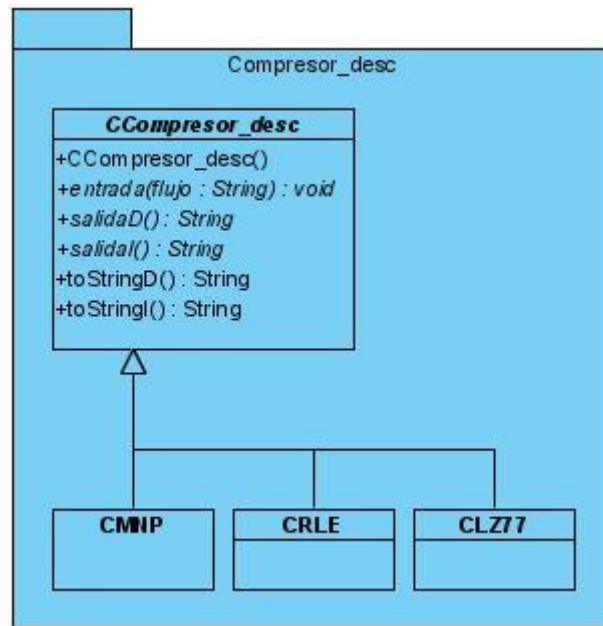 Compresor_desc
CCompresor_desc
+CCompresor_desc()
+entrada(flujo : String) : void
+salidaD() : String
+salidaI() : String
+toStringD() : String
+toStringI() : String
CMNP
CRLE
CLZ77